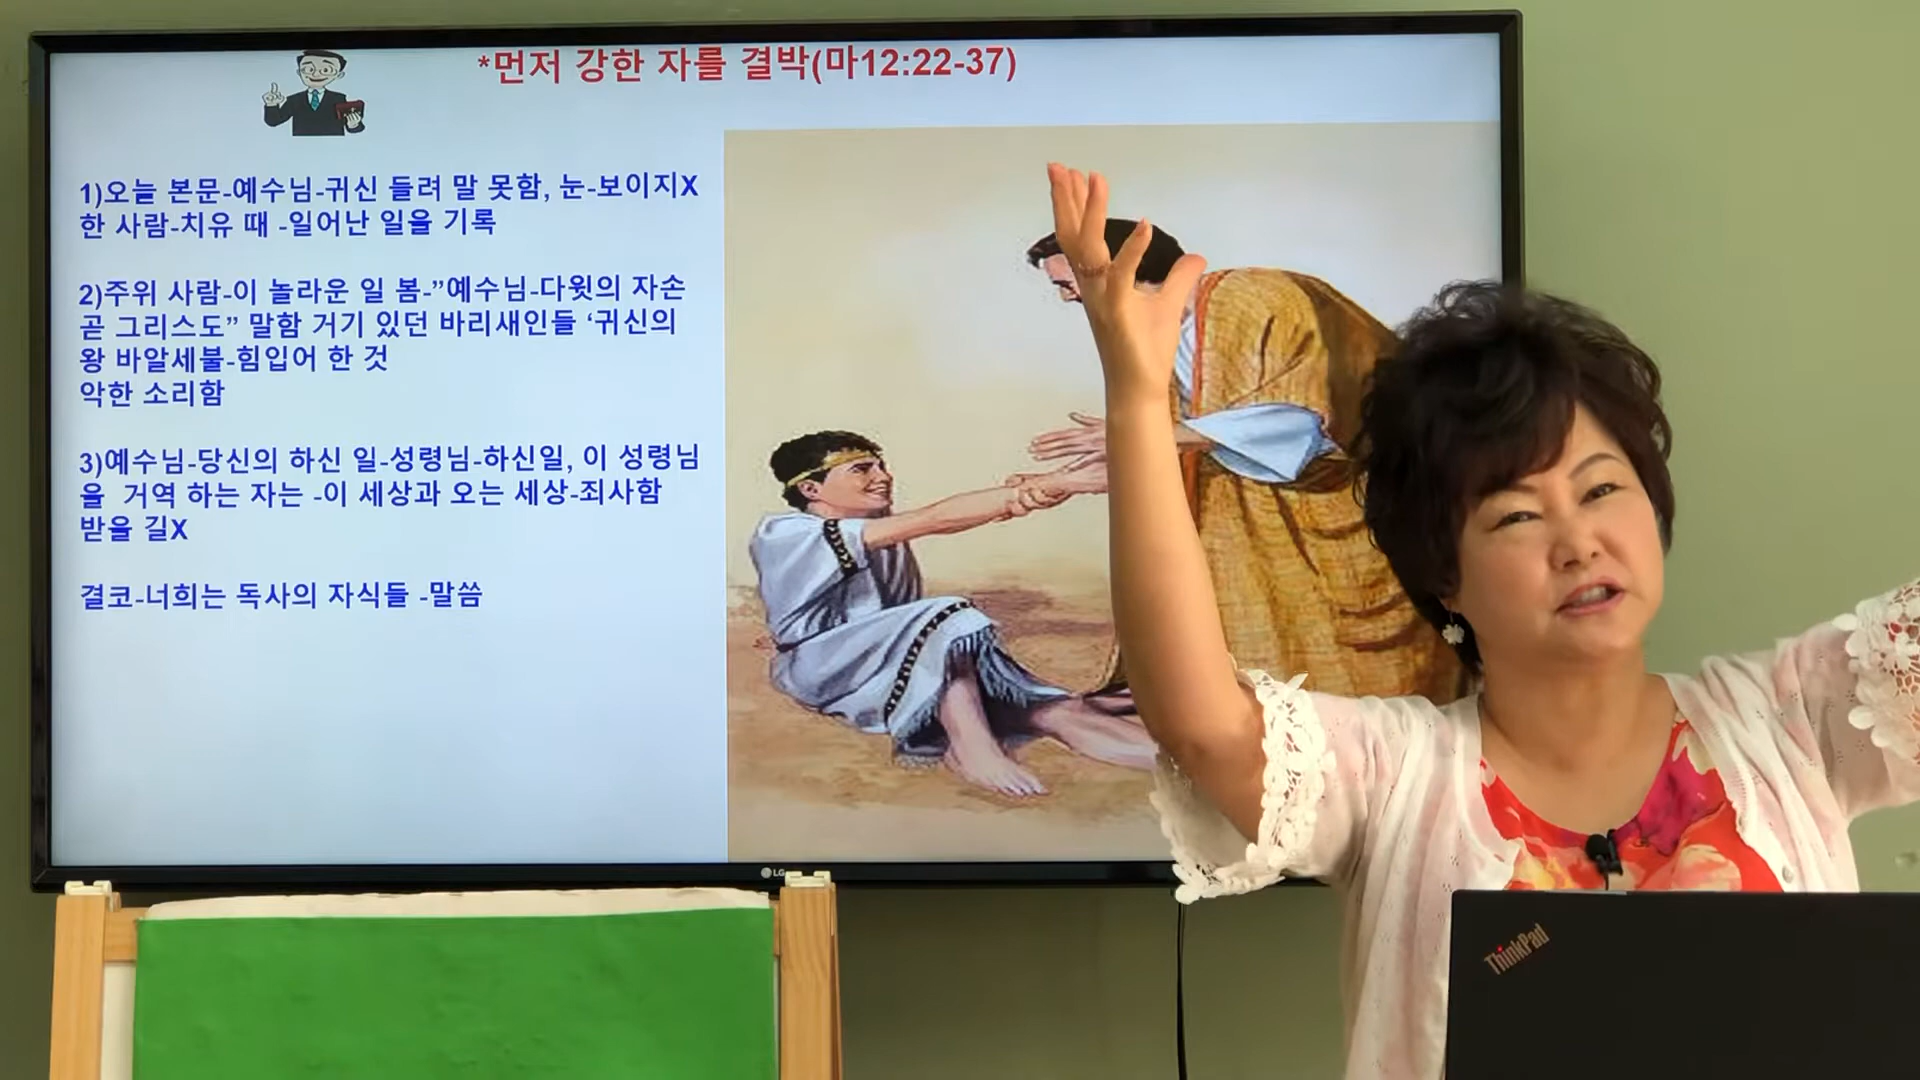 *먼저 강한 자를 결박(마12:22-37)
1)오늘 본문-예수님-귀신 들려 말 못함, 눈-보이지X
한 사람-치유 때 -일어난 일을 기록
2)주위 사람-이 놀라운 일 봄-”예수님-다윗의 자손
곧 그리스도” 말함 거기 있던 바리새인들 ‘귀신의
왕 바알세불-힘입어 한 것
악한 소리함
3)예수님-당신의 하신 일-성령님-하신일, 이 성령님
을 거역 하는 자는 -이 세상과 오는 세상-죄사함
받을 길X
결코-너희는 독사의 자식들 -말씀
LG
ThinkPad